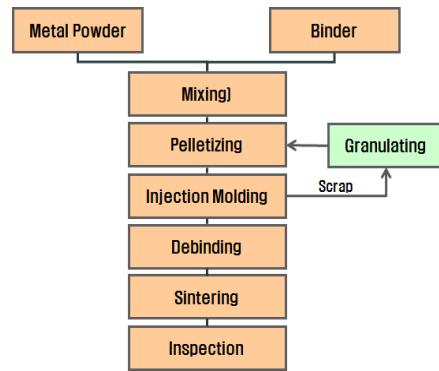 Metal Powder
Binder
Mixing)
Pelletizing
Granulating
Injection Molding
Scrap
Debinding
Sintering
Inspection